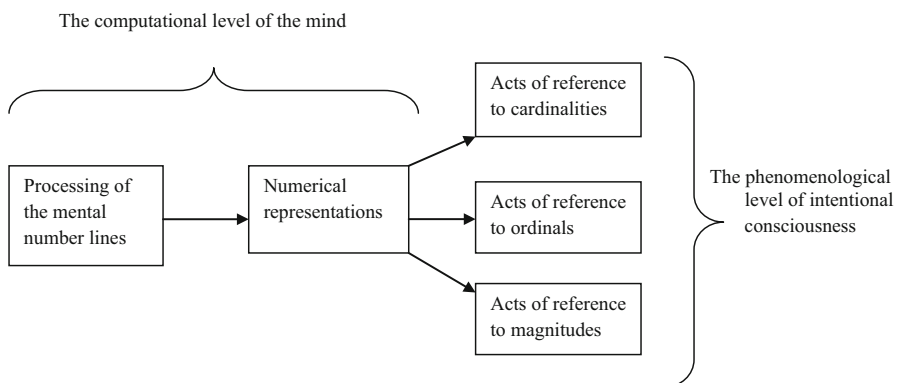 The computational level of the mind
Acts of reference
to cardinalities
Processing of
the mental
number lines
Numerical
representations
Acts of reference
to ordinals
The phenomenological
level of intentional
consciousness
Acts of reference
to magnitudes